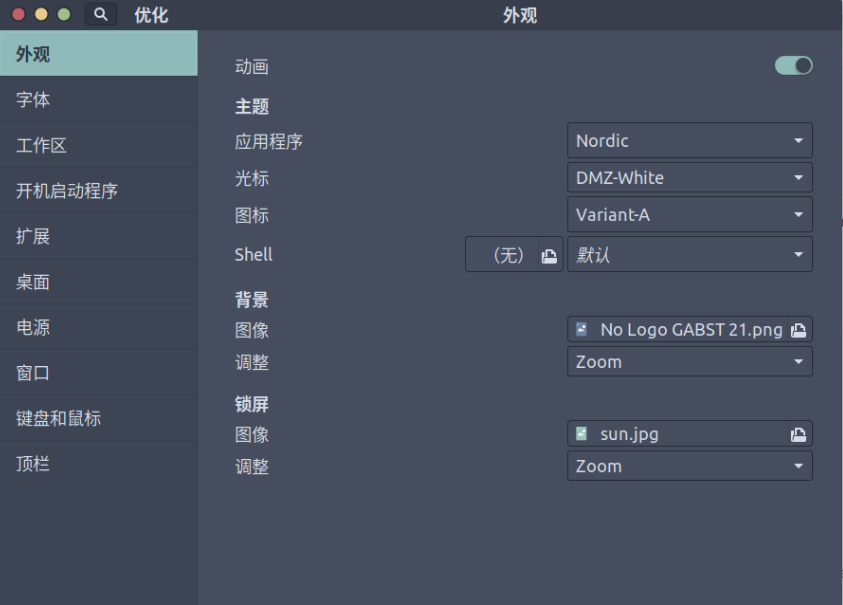 优化
外观
外观
字体
工作区
开机启动程序
扩展
桌面
电源
窗口
键盘和鼠标
顶栏
动画
主题
应用程序 Nordic
光标 DMZ-White
图标 Variant-A
Shell （无） 默认
背景
图像 No Logo GABST 21.png
调整 Zoom
锁屏
图像 sun.jpg
调整 Zoom